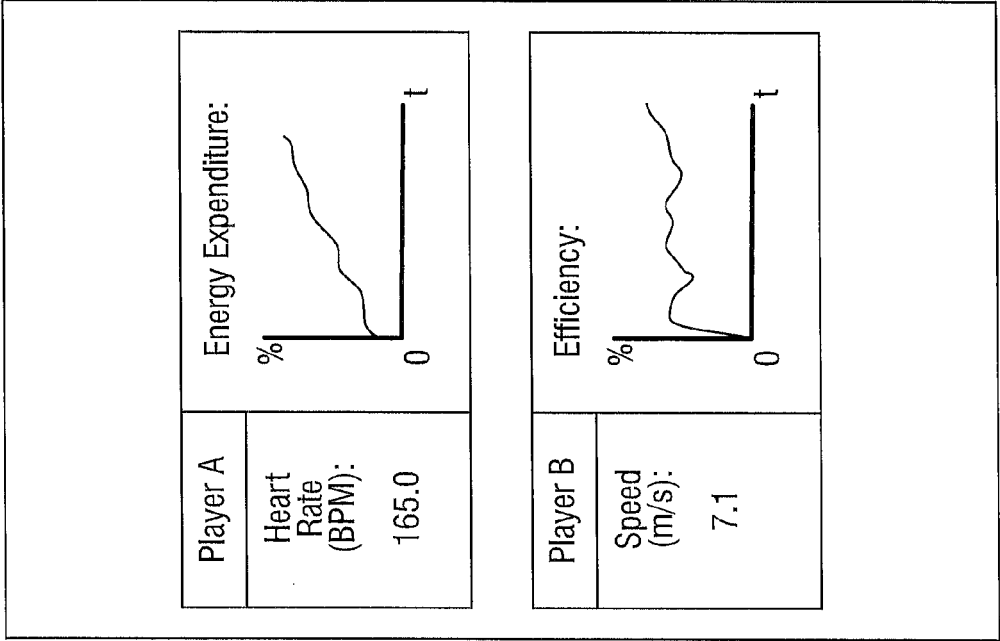 Player A
Heart
Rate
(BPM):
165.0
Energy Expenditure:
%
0
t
Player B
Speed
(m/s):
7.1
Efficiency:
%
0
t